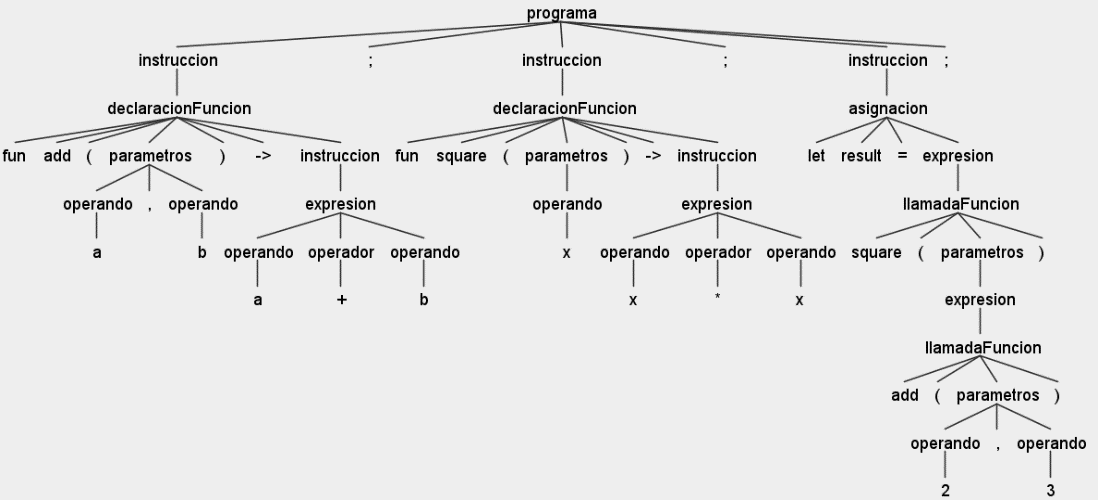 programa
instruccion ; instruccion ; instruccion ;
declaracionFuncion declaracionFuncion asignacion
fun add ( parametros ) -> instruccion fun square ( parametros ) -> instruccion let result = expresion
operando , operando expresion operando expresion llamadaFuncion
a b operando operador operando x operando operador operando square ( parametros )
a + b x * x expresion
llamadaFuncion
add ( parametros )
operando , operando
2 3